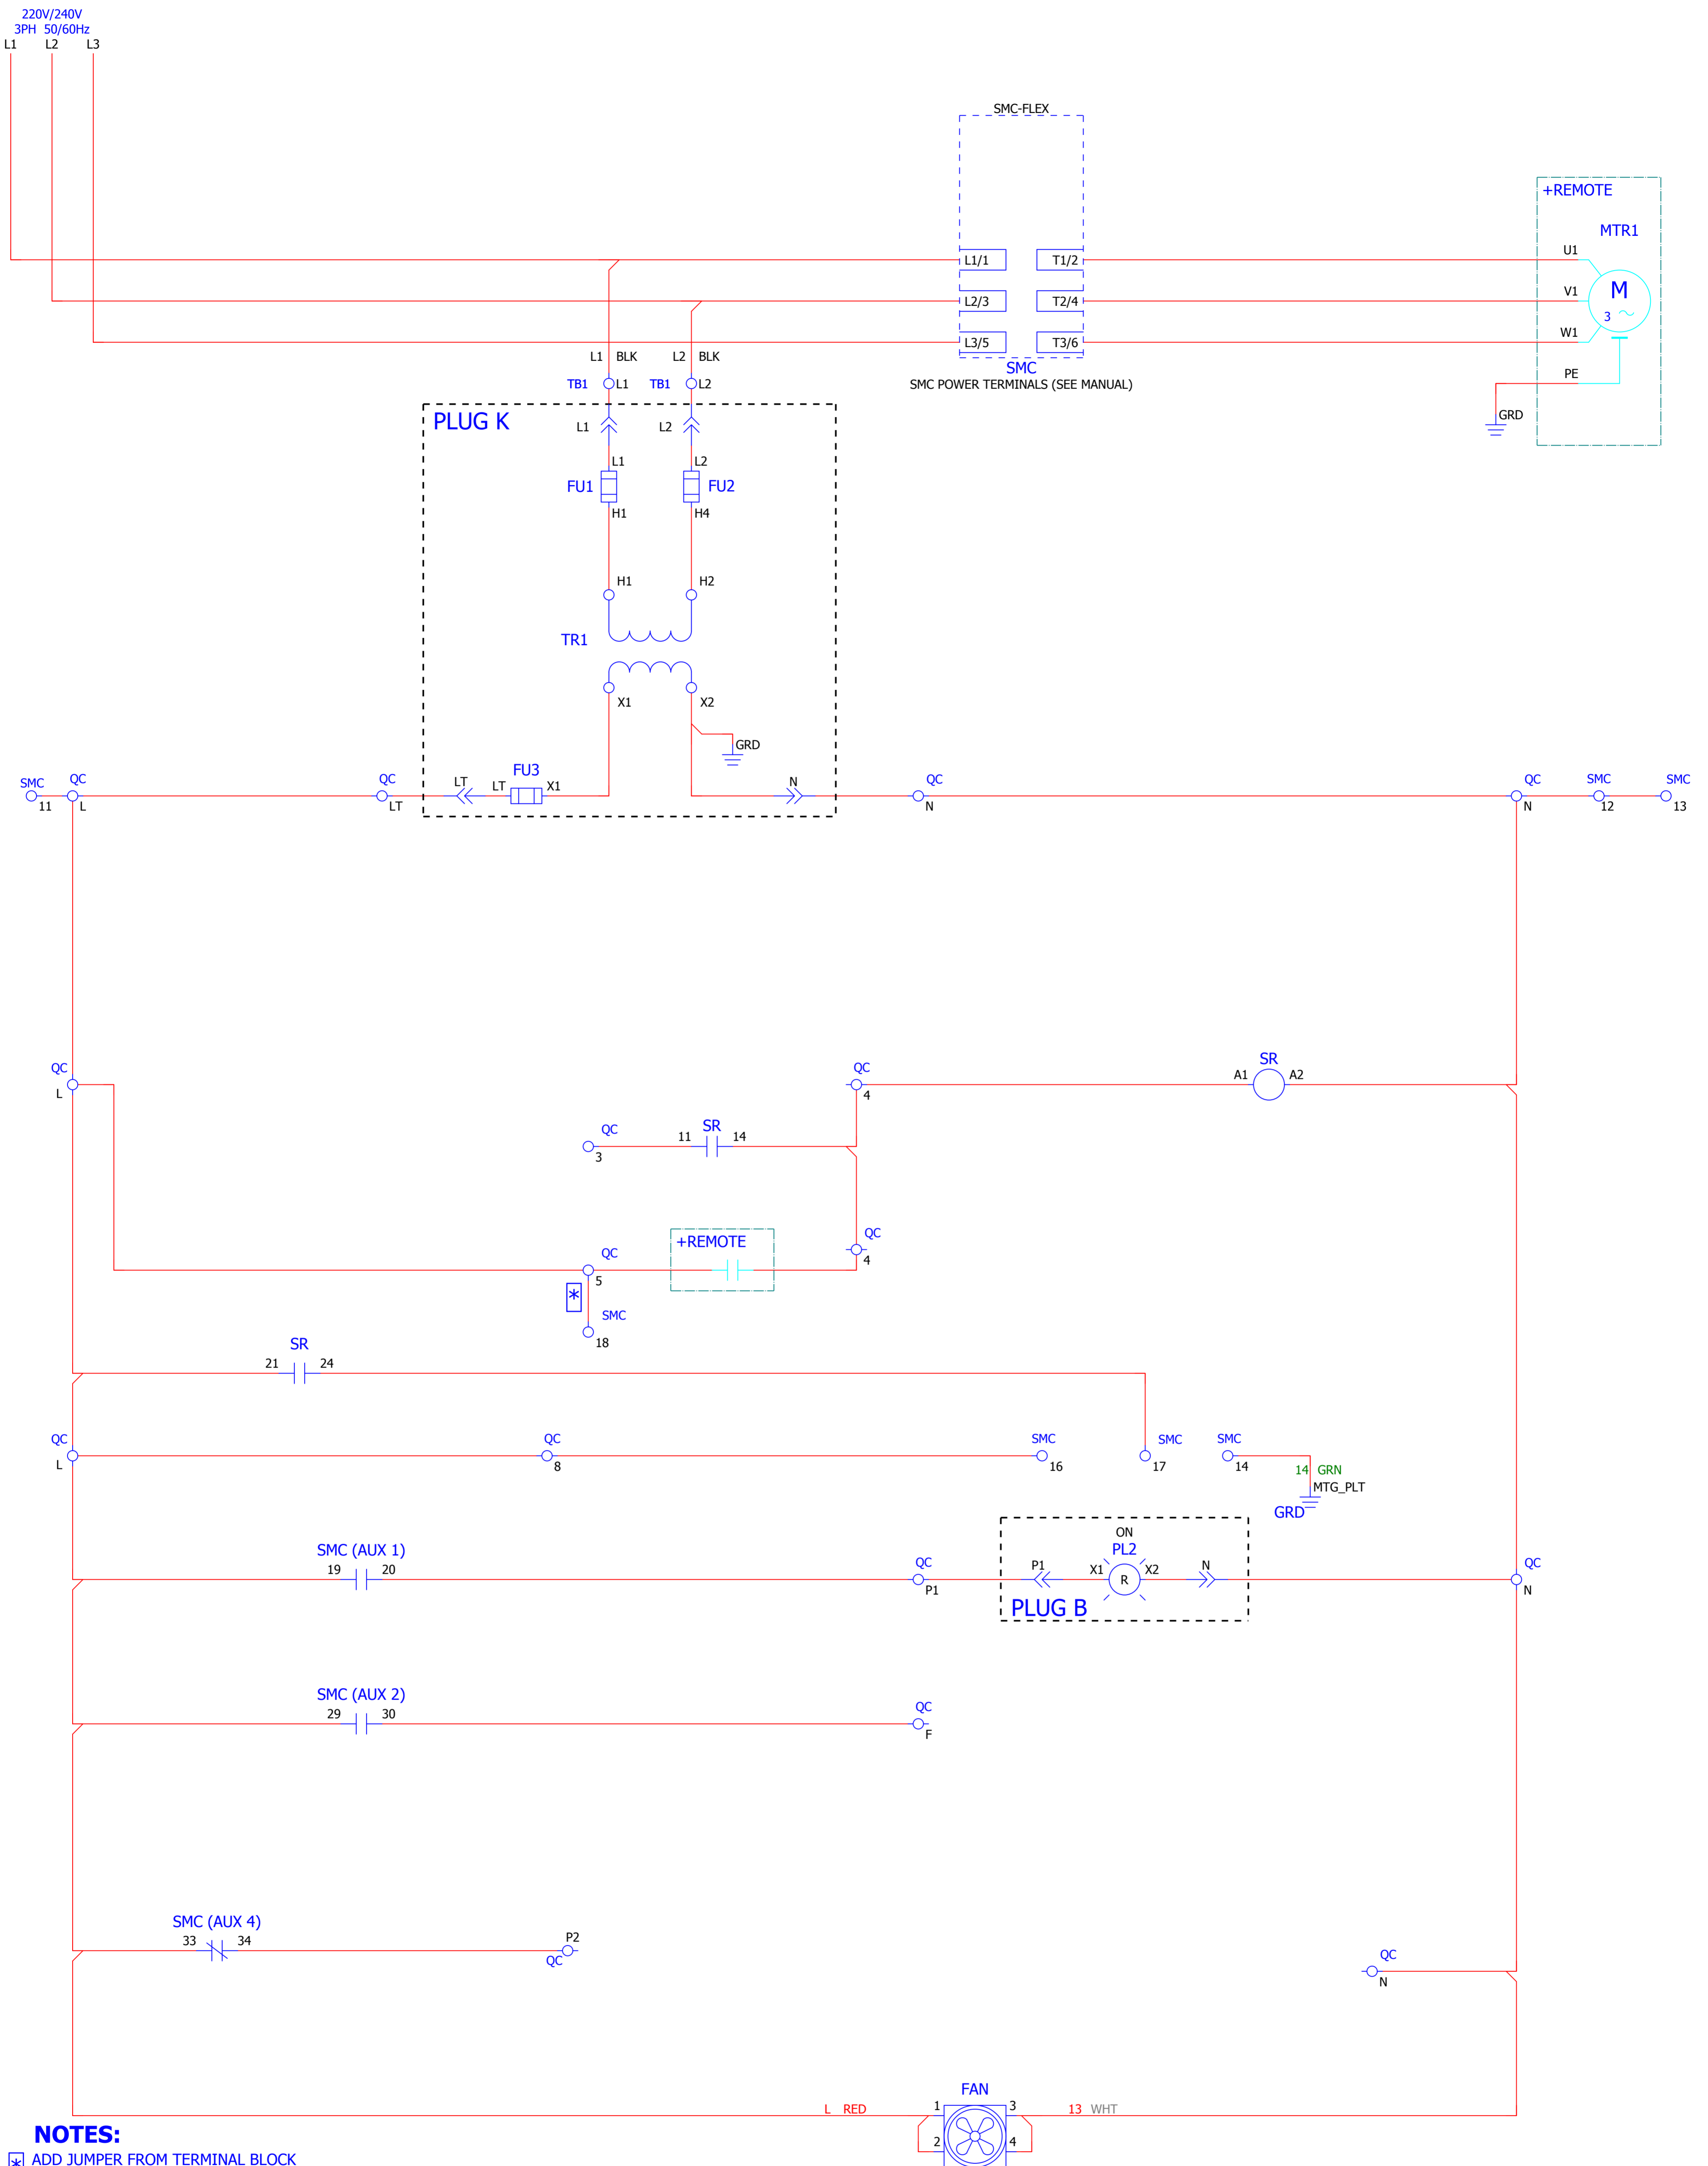 220V/240V
3PH 50/60Hz
L1 L2 L3
SMC-FLEX
+REMOTE
MTR1
U1
L1/1 T1/2
V1 M
L2/3 T2/4
3
W1
L3/5 T3/6
L1 BLK L2 BLK
SMC
PE
TB1 L1 TB1 L2
SMC POWER TERMINALS (SEE MANUAL)
GRD
PLUG K
L1 L2
L1 L2
FU1 FU2
H1 H4
H1 H2
TR1
X1 X2
GRD
FU3
SMC QC QC LT LT X1 N QC QC SMC SMC
11 L LT N N 12 13
QC QC SR
L 4 A1 A2
QC 11 SR 14
3
+REMOTE
QC QC
5 4
*
SMC
18
SR
21 24
QC QC SMC SMC SMC
L 8 16 17 14
14 GRN
MTG_PLT
GRD
ON
SMC (AUX 1) PL2
19 20 QC P1 X1 R X2 N QC
P1 N
PLUG B
SMC (AUX 2)
29 30 QC
F
SMC (AUX 4)
33 34 P2
QC
QC
N
FAN
L RED 1 3 13 WHT
2 4
NOTES:
* ADD JUMPER FROM TERMINAL BLOCK